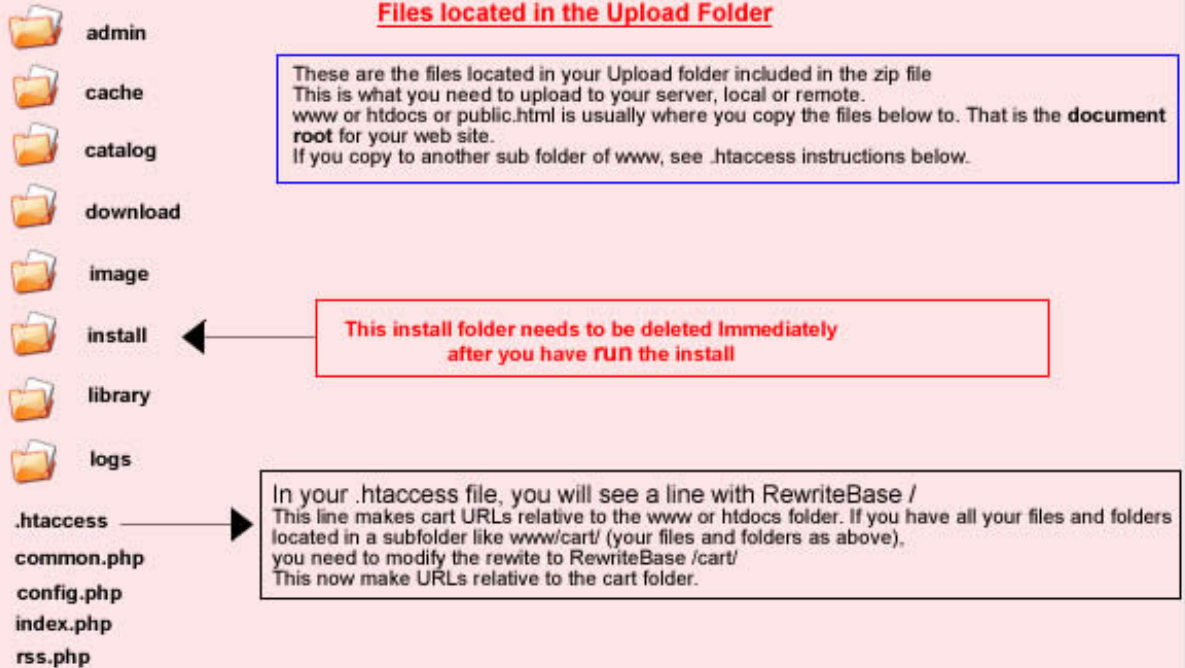 Files located in the Upload Folder
admin
cache
catalog
download
image
install
library
logs
.htaccess
common.php
config.php
index.php
rss.php
These are the files located in your Upload folder included in the zip file
This is what you need to upload to your server, local or remote.
www or htdocs or public.html is usually where you copy the files below to. That is the document
root for your web site.
If you copy to another sub folder of www, see .htaccess instructions below.
This install folder needs to be deleted Immediately
after you have run the install
In your .htaccess file, you will see a line with RewriteBase /
This line makes cart URLs relative to the www or htdocs folder. If you have all your files and folders
located in a subfolder like www/cart/ (your files and folders as above),
you need to modify the rewite to RewriteBase /cart/
This now make URLs relative to the cart folder.